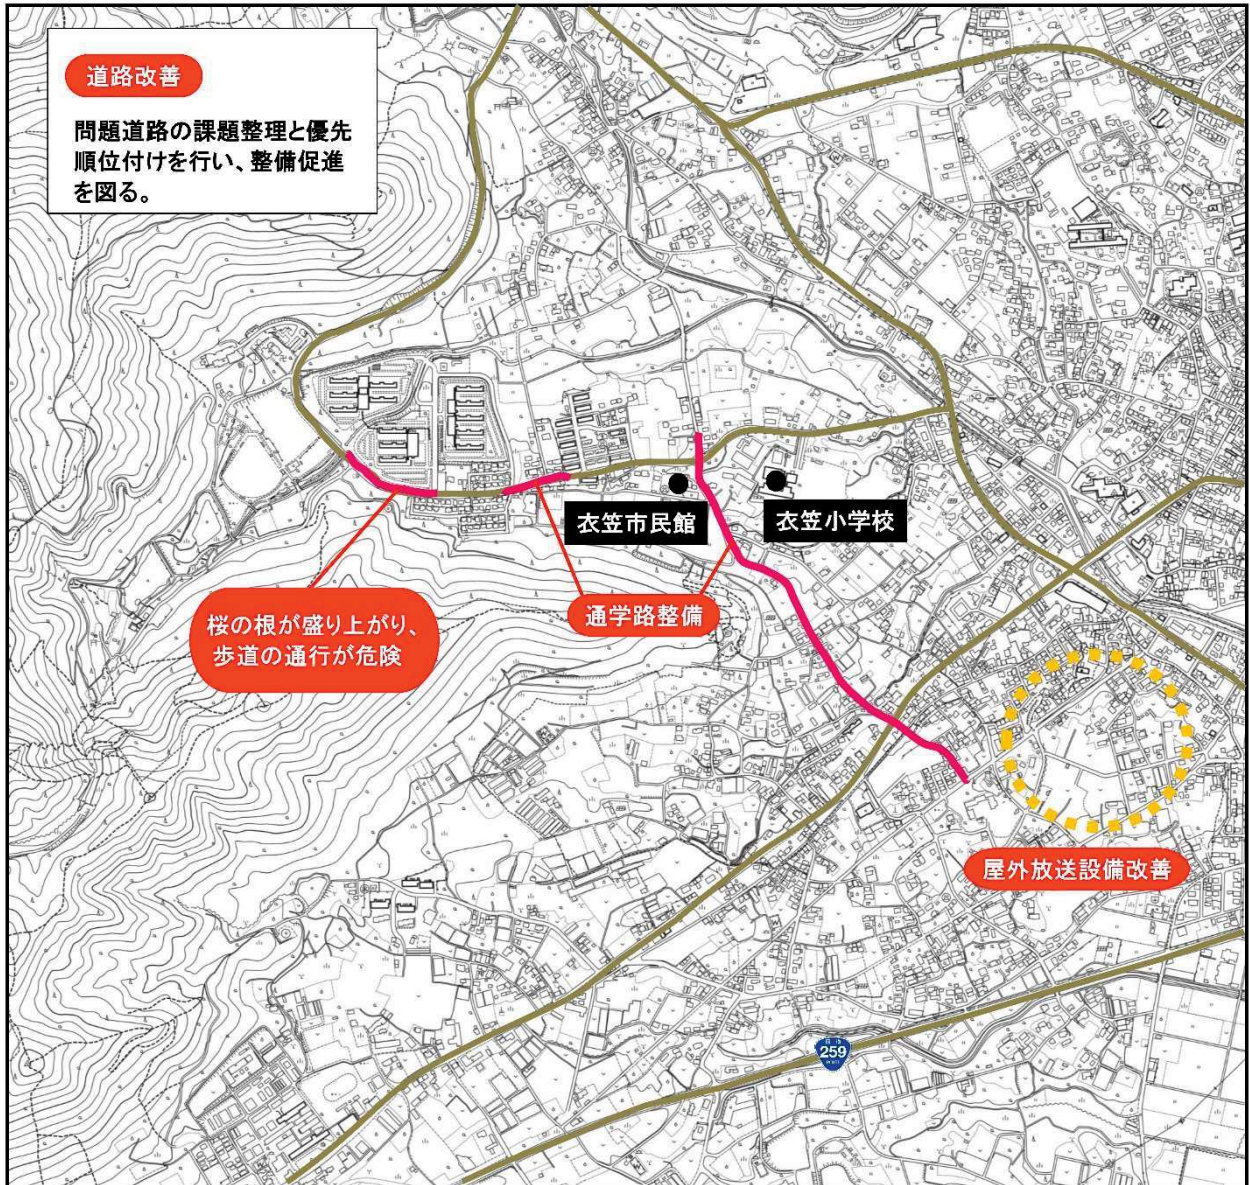 道路改善
問題道路の課題整理と優先
順位付けを行い、整備促進
を図る。
衣笠市民館
衣笠小学校
桜の根が盛り上がり、
歩道の通行が危険
通学路整備
屋外放送設備改善
259